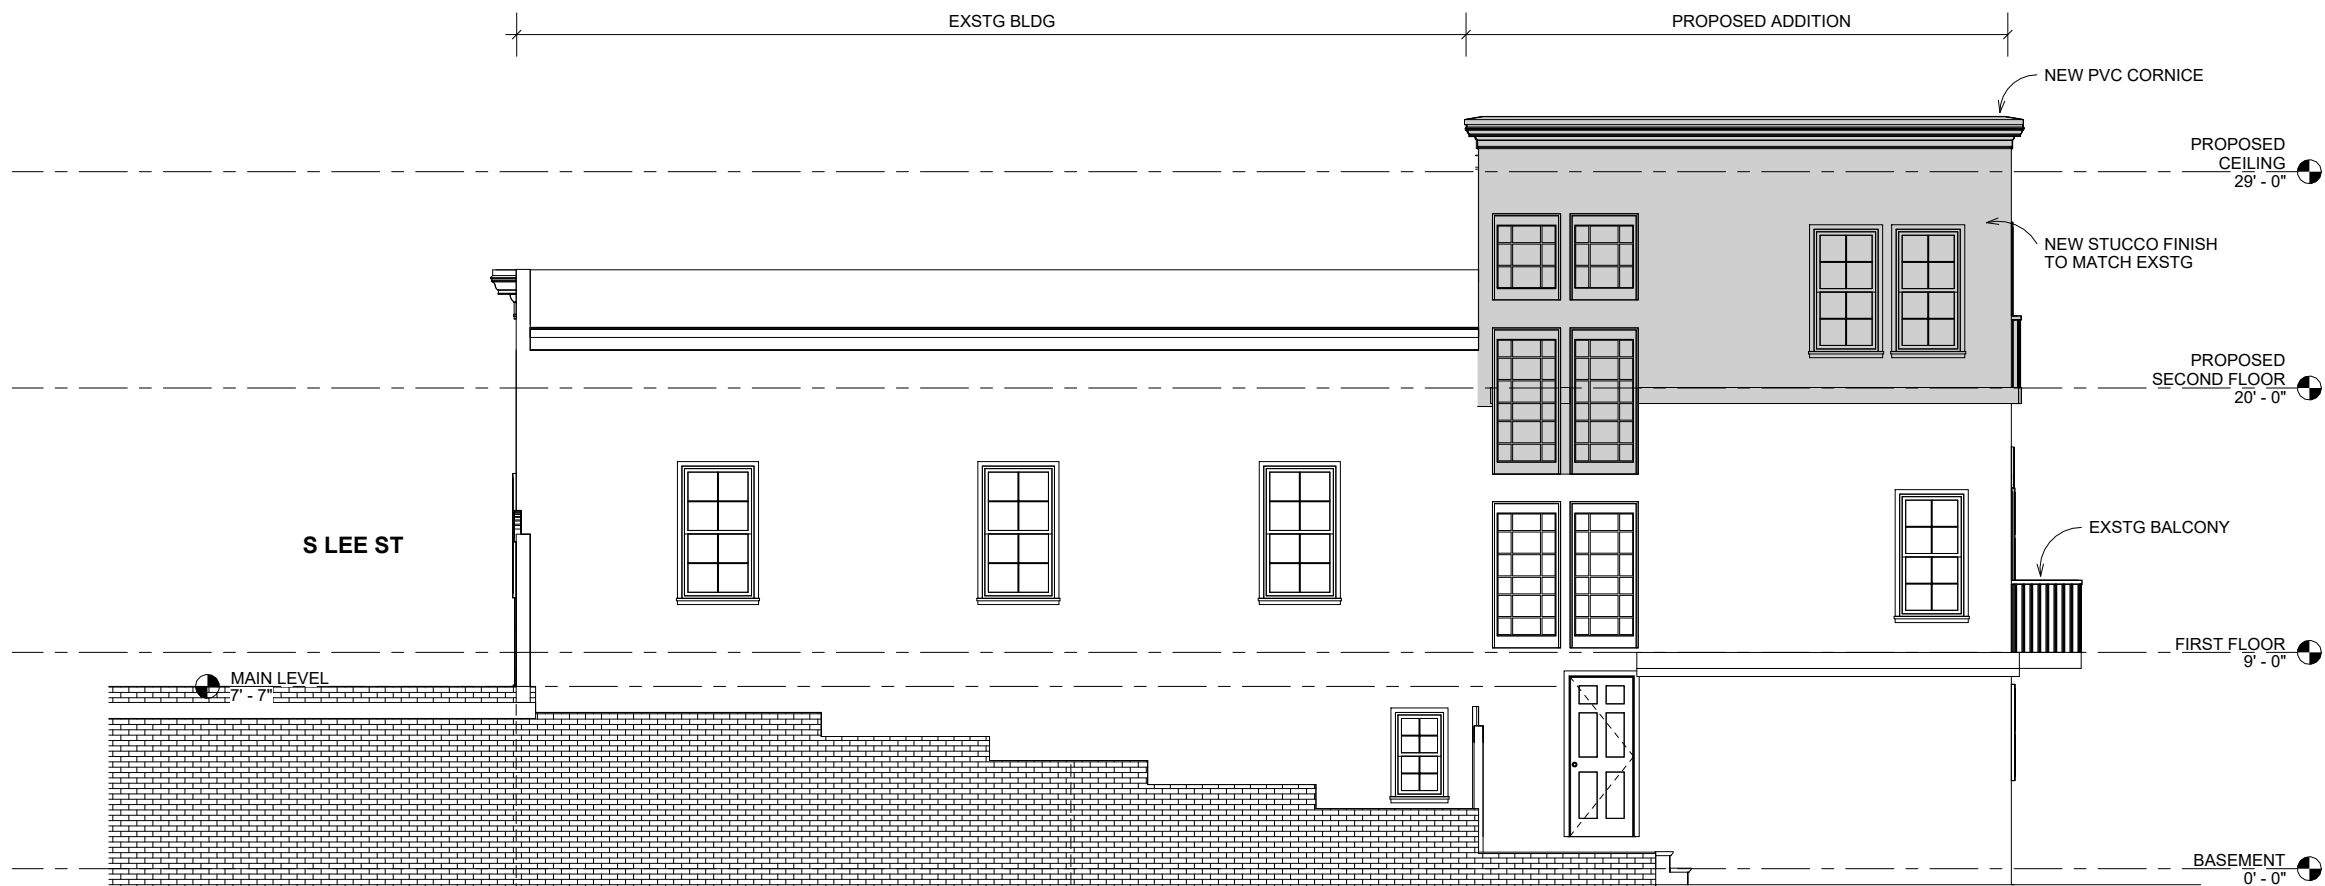 EXSTG BLDG
PROPOSED ADDITION
NEW PVC CORNICE
PROPOSED
CEILING
29' - 0"
NEW STUCCO FINISH
TO MATCH EXSTG
PROPOSED
SECOND FLOOR
20' - 0"
S LEE ST
EXSTG BALCONY
FIRST FLOOR
9' - 0"
MAIN LEVEL
7' - 7"
BASEMENT
0' - 0"